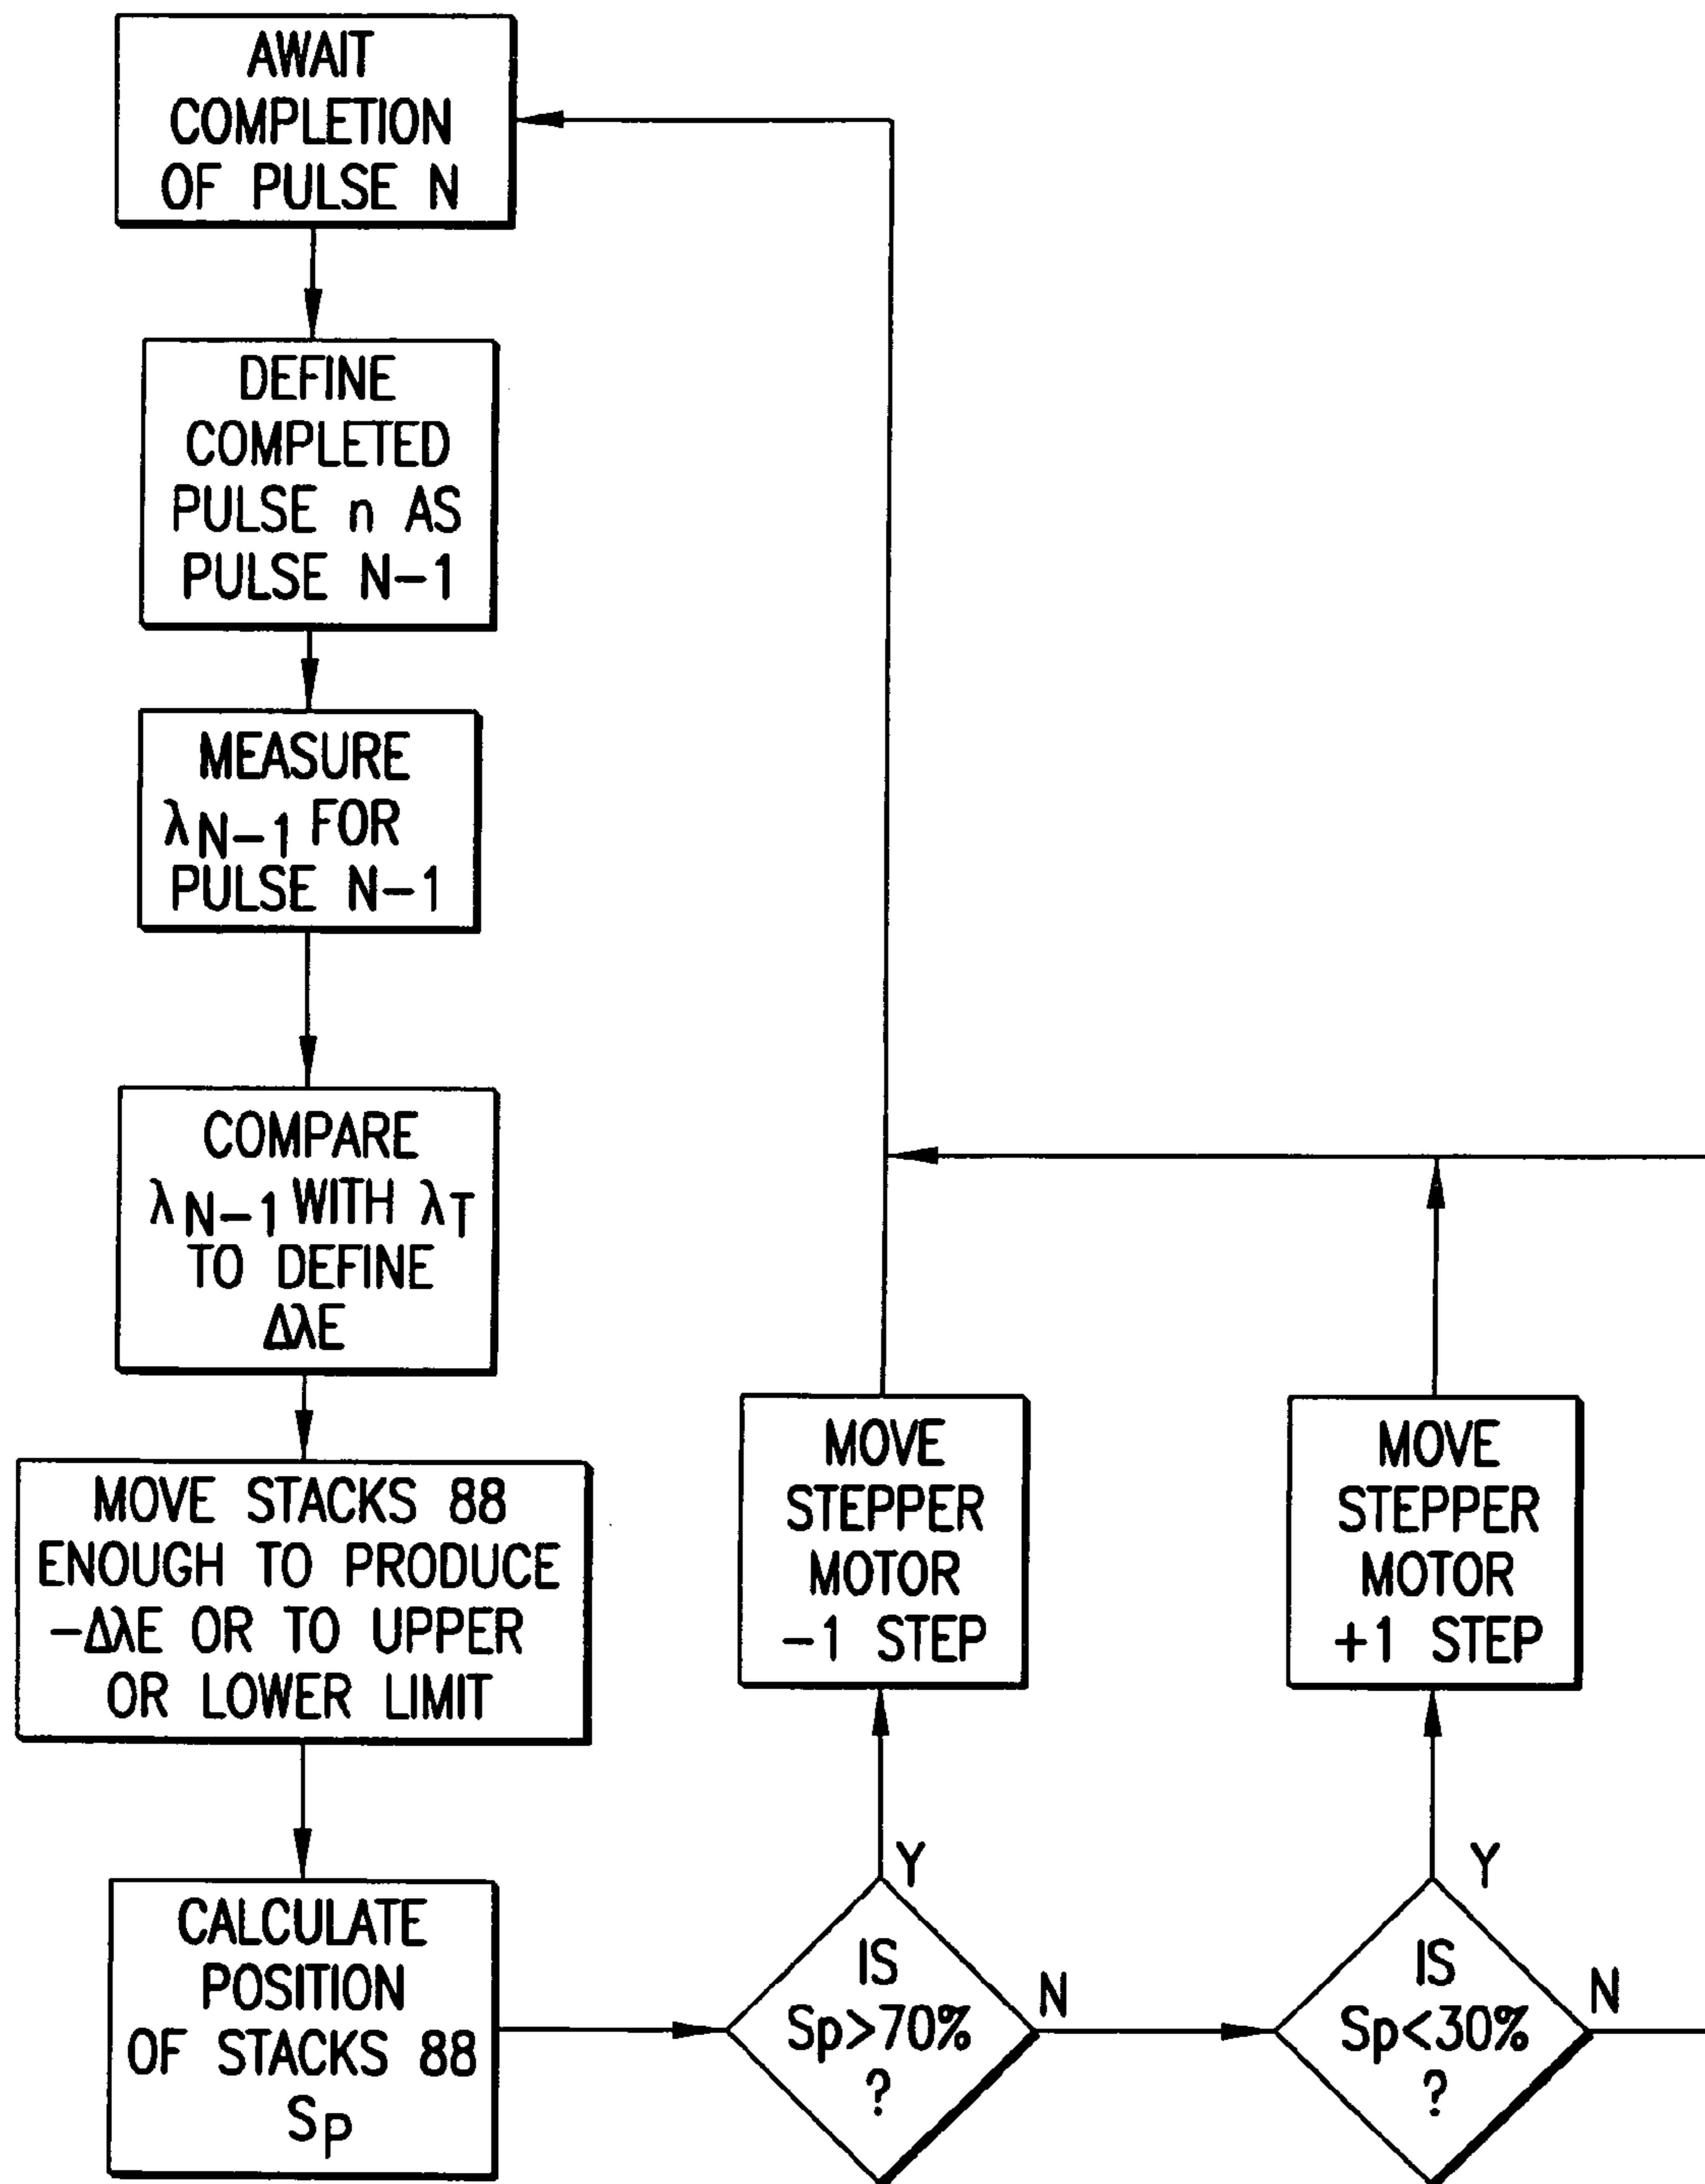 AWAIT
COMPLETION
OF PULSE N
DEFINE
COMPLETED
PULSE n AS
PULSE N-1
MEASURE
λN-1 FOR
PULSE N-1
COMPARE
λN-1 WITH λT
TO DEFINE
ΔλE
MOVE STACKS 88
ENOUGH TO PRODUCE
-ΔλE OR TO UPPER
OR LOWER LIMIT
CALCULATE
POSITION
OF STACKS 88
SP
IS
Sp>70%
?
Y
N
MOVE
STEPPER
MOTOR
-1 STEP
IS
Sp<30%
?
Y
N
MOVE
STEPPER
MOTOR
+1 STEP